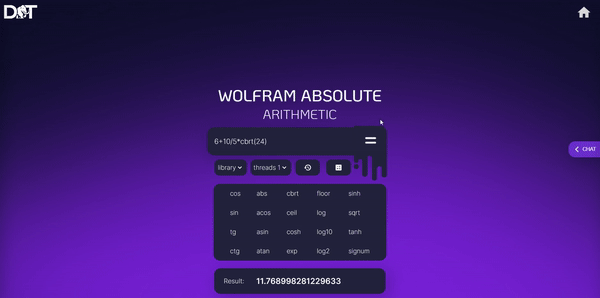 DOT
WOLFRAM ABSOLUTE
ARITHMETIC
6+10/5*cbrt(24)
=
CHAT
library threads 1
cos abs cbrt floor sinh
sin acos ceil log sqrt
tg asin cosh log10 tanh
ctg atan exp log2 signum
Result: 11.768998281229633